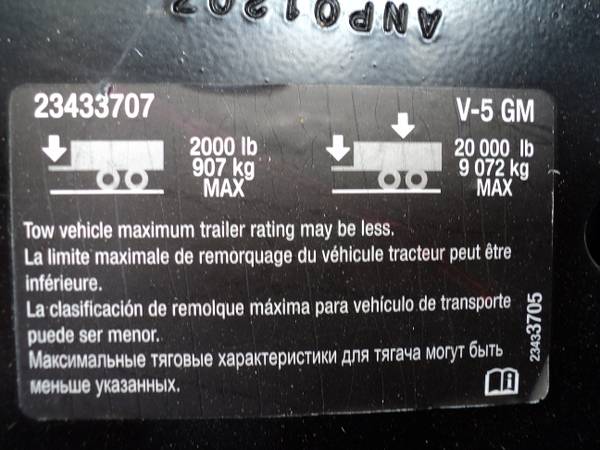 ANP01207
23433707
V-5 GM
2000 lb
907 kg
MAX
20 000 lb
9 072 kg
MAX
Tow vehicle maximum trailer rating may be less.
La limite maximale de remorquage du véhicule tracteur peut être
inférieure.
La clasificación de remolque máxima para vehículo de transporte
puede ser menor.
Максимальные тяговые характеристики для тягача могут быть
меньше указанных.
23433705